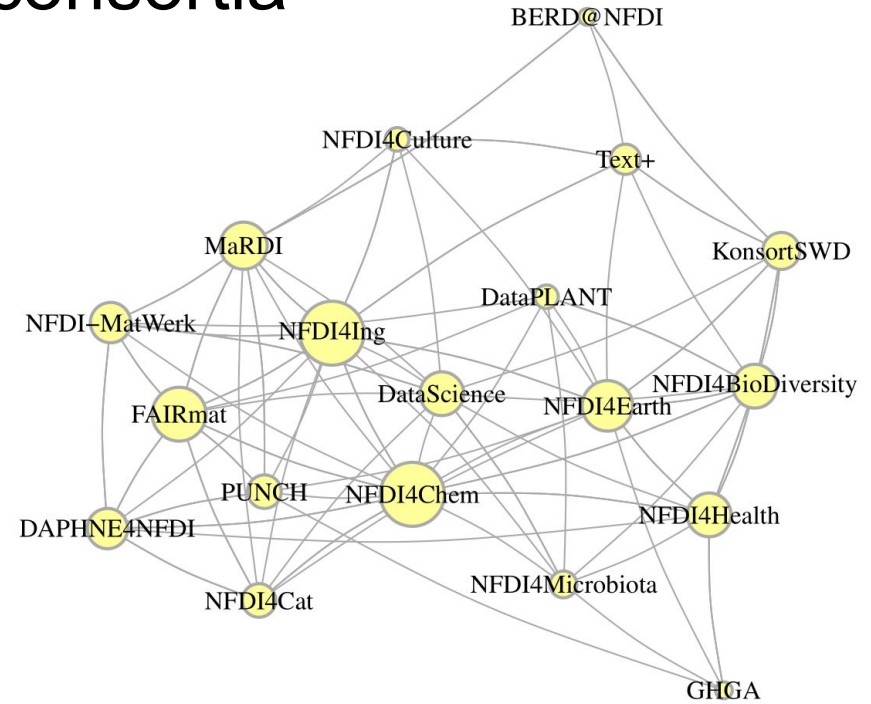 consortia
BERD@NFDI
NFDI4Culture
Text+
MaRDI
KonsortSWD
DataPLANT
NFDI–MatWerk
NFDI4Ing
DataScience
NFDI4BioDiversity
NFDI4Earth
FAIRmat
PUNCH
NFDI4Chem
NFDI4Health
DAPHNE4NFDI
NFDI4Microbiota
NFDI4Cat
GHGA